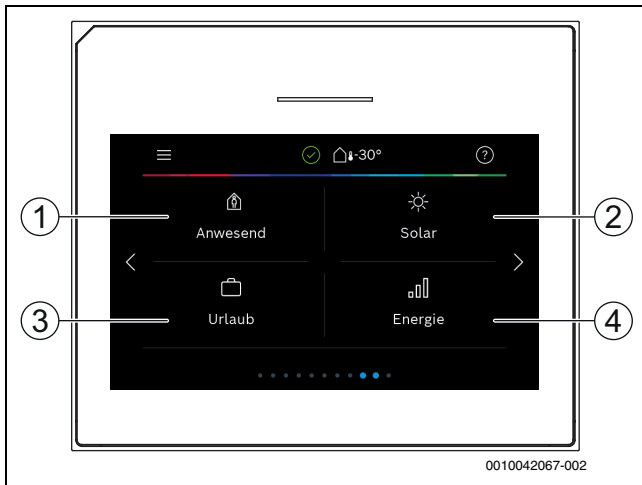 -30°
?
1
Anwesend
Solar
2
3
Urlaub
Energie
4
0010042067-002